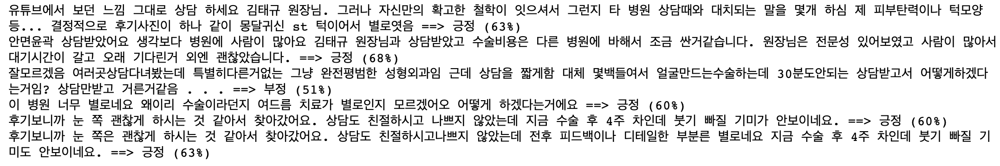 유튜브에서 보던 느낌 그대로 상담 하세요 김태규 원장님. 그러나 자신만의 확고한 철학이 잇으셔서 그런지 타 병원 상담때와 대치되는 말을 몇개 하심 제 피부탄력이나 턱모양
등... 결정적으로 후기사진이 하나 같이 몽달귀신 st 턱이어서 별로엿음 ==> 긍정 (63%)
안면윤곽 상담받았어요 생각보다 병원에 사람이 많아요 김태규 원장님과 상담받았고 수술비용은 다른 병원에 바해서 조금 싼거같습니다. 원장님은 전문성 있어보였고 사람이 많아서
대기시간이 갈고 오래 기다린거 외엔 괜찮았습니다. ==> 긍정 (68%)
잘모르겠음 여러곳상담다녀봤는데 특별히다른거없는 그냥 완전평범한 성형외과임 근데 상담을 짧게함 대체 몇백들여서 얼굴만드는수술하는데 30분도안되는 상담받고서 어떻게하겠다
는거임? 상담만받고 거른거같음 . . . ==> 부정 (51%)
이 병원 너무 별로네요 왜이리 수술이라던지 여드름 치료가 별로인지 모르겠어오 어떻게 하겠다는거에요 ==> 긍정 (60%)
후기보니까 눈 쪽 괜찮게 하시는 것 같아서 찾아갔어요. 상담도 친절하시고 나쁘지 않았는데 지금 수술 후 4주 차인데 붓기 빠질 기미가 안보이네요. ==> 긍정 (60%)
후기보니까 눈 쪽은 괜찮게 하시는 것 같아서 찾아갔어요. 상담도 친절하시고나쁘지 않았는데 전후 피드백이나 디테일한 부분른 별로네요 지금 수술 후 4주 차인데 붓기 빠질 기
미도 안보이네요. ==> 긍정 (63%)